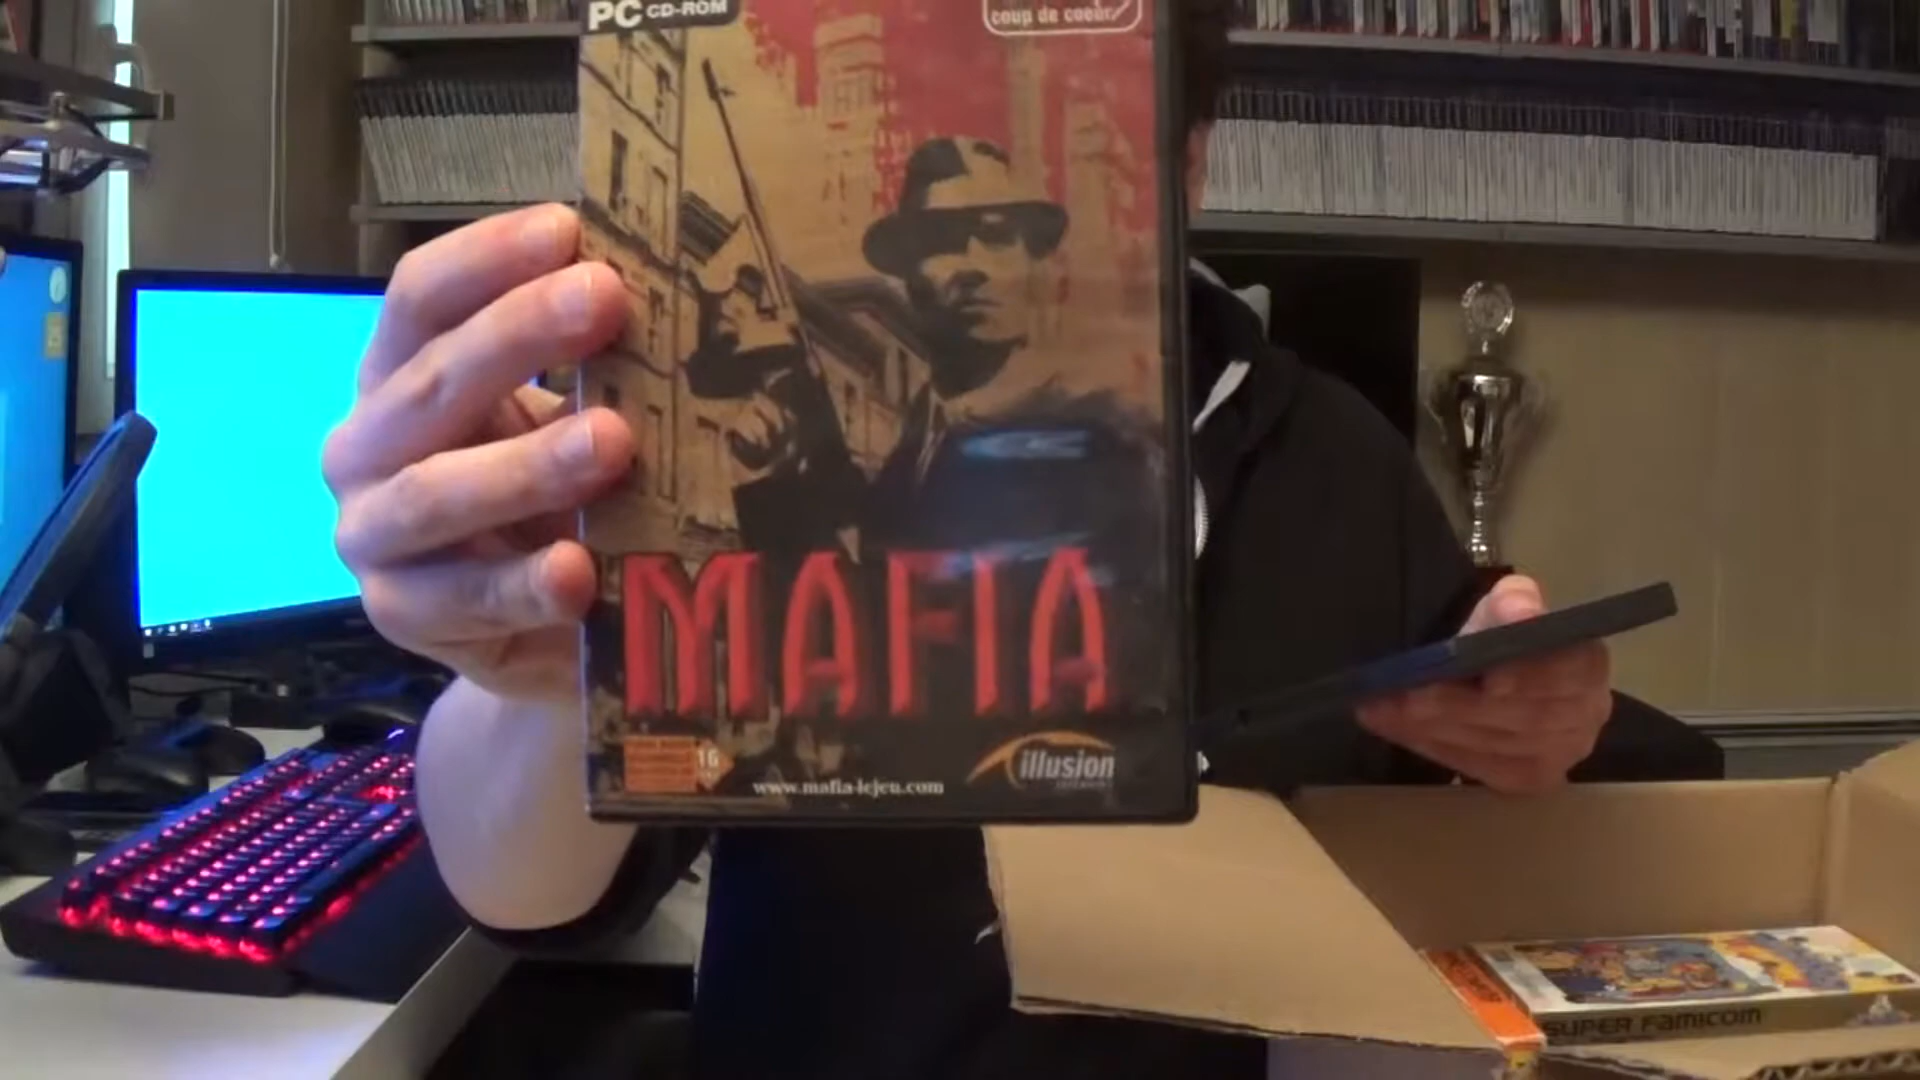 PC CD-ROM
coup de coeur
MAFIA
16
www.mafia-lejeu.com
illusion
SUPER FAMICOM